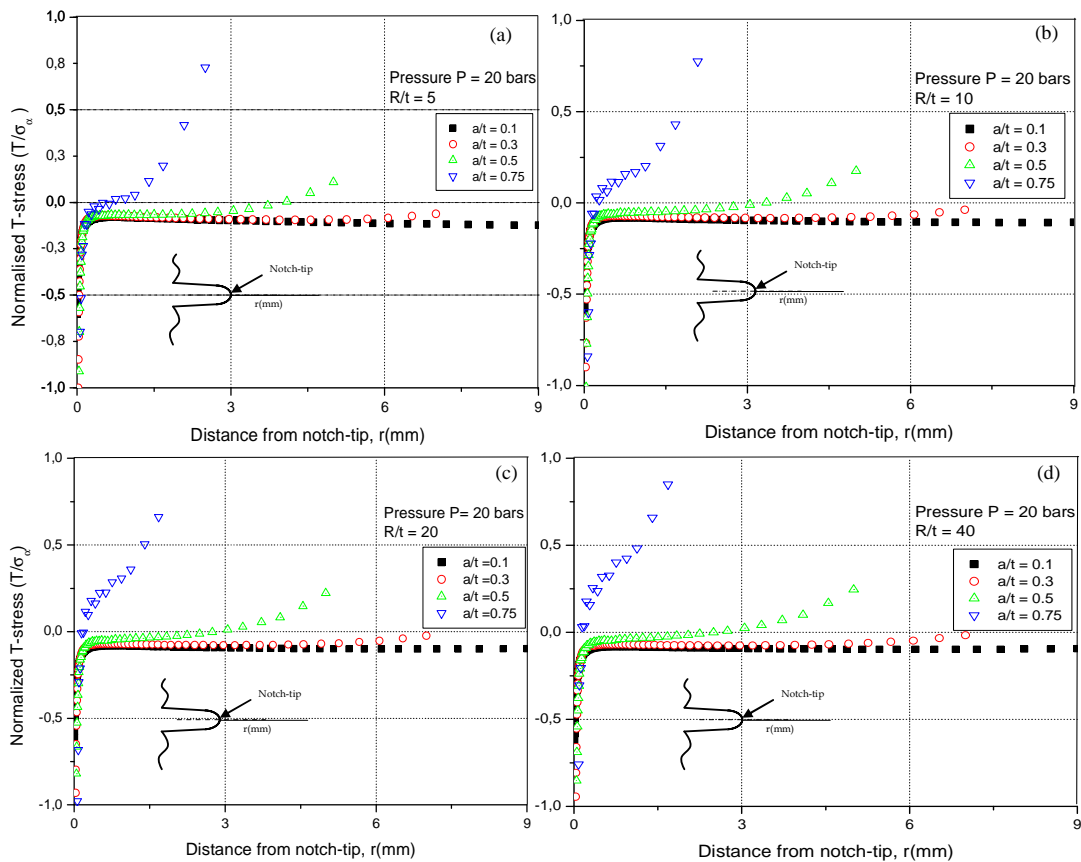 (a)
Pressure P = 20 bars
R/t = 5
a/t = 0.1
a/t = 0.3
a/t = 0.5
a/t = 0.75
Notch-tip
r(mm)
1,0
0,8
0,5
0,3
0,0
-0,3
-0,5
-0,8
-1,0
Normalised T-stress (T/σα)
0 3 6 9
Distance from notch-tip, r(mm)
(b)
Pressure P = 20 bars
R/t = 10
a/t = 0.1
a/t = 0.3
a/t = 0.5
a/t = 0.75
Notch-tip
r(mm)
1,0
0,5
0,0
-0,5
-1,0
0 3 6 9
Distance from notch-tip, r(mm)
(c)
Pressure P= 20 bars
R/t = 20
a/t =0.1
a/t =0.3
a/t =0.5
a/t =0.75
Notch-tip
r(mm)
1,0
0,5
0,0
-0,5
-1,0
Normalized T-stress (T/σα)
0 3 6 9
Distance from notch-tip, r(mm)
(d)
Pressure P = 20 bars
R/t = 40
a/t = 0.1
a/t = 0.3
a/t = 0.5
a/t = 0.75
Notch-tip
r(mm)
1,0
0,5
0,0
-0,5
-1,0
0 3 6 9
Distance from notch-tip, r(mm)